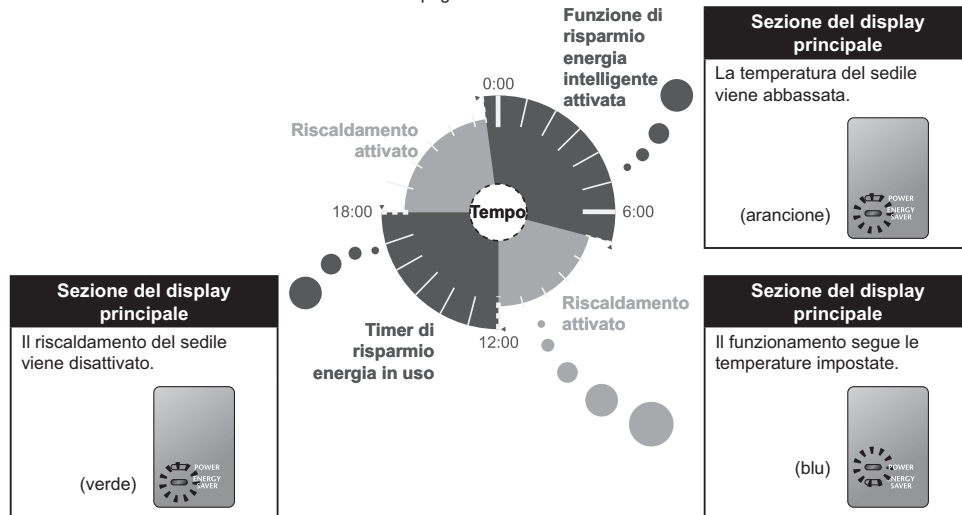 Funzione di
risparmio
energia
intelligente
attivata
0:00
Riscaldamento
attivato
18:00
Tempo
6:00
Riscaldamento
attivato
12:00
Timer di
risparmio
energia in uso
Sezione del display
principale
La temperatura del sedile
viene abbassata.
(arancione)
POWER
ENERGY
SAVER
Sezione del display
principale
Il riscaldamento del sedile
viene disattivato.
(verde)
POWER
ENERGY
SAVER
Sezione del display
principale
Il funzionamento segue le
temperature impostate.
(blu)
POWER
ENERGY
SAVER